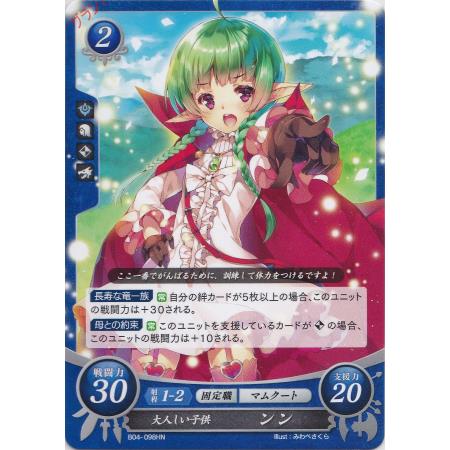 2
ここ一番でがんばるために、訓練して体力をつけるですよ！
長寿な竜一族 常 自分の絆カードが5枚以上の場合、このユニット
の戦闘力は＋30される。
母との約束 常 このユニットを支援しているカードが の場合、
このユニットの戦闘力は＋10される。
戦闘力
30
射程 1-2
固定職
マムクート
支援力
20
大人しい子供
ンン
B04-098HN
Illust：みわべさくら